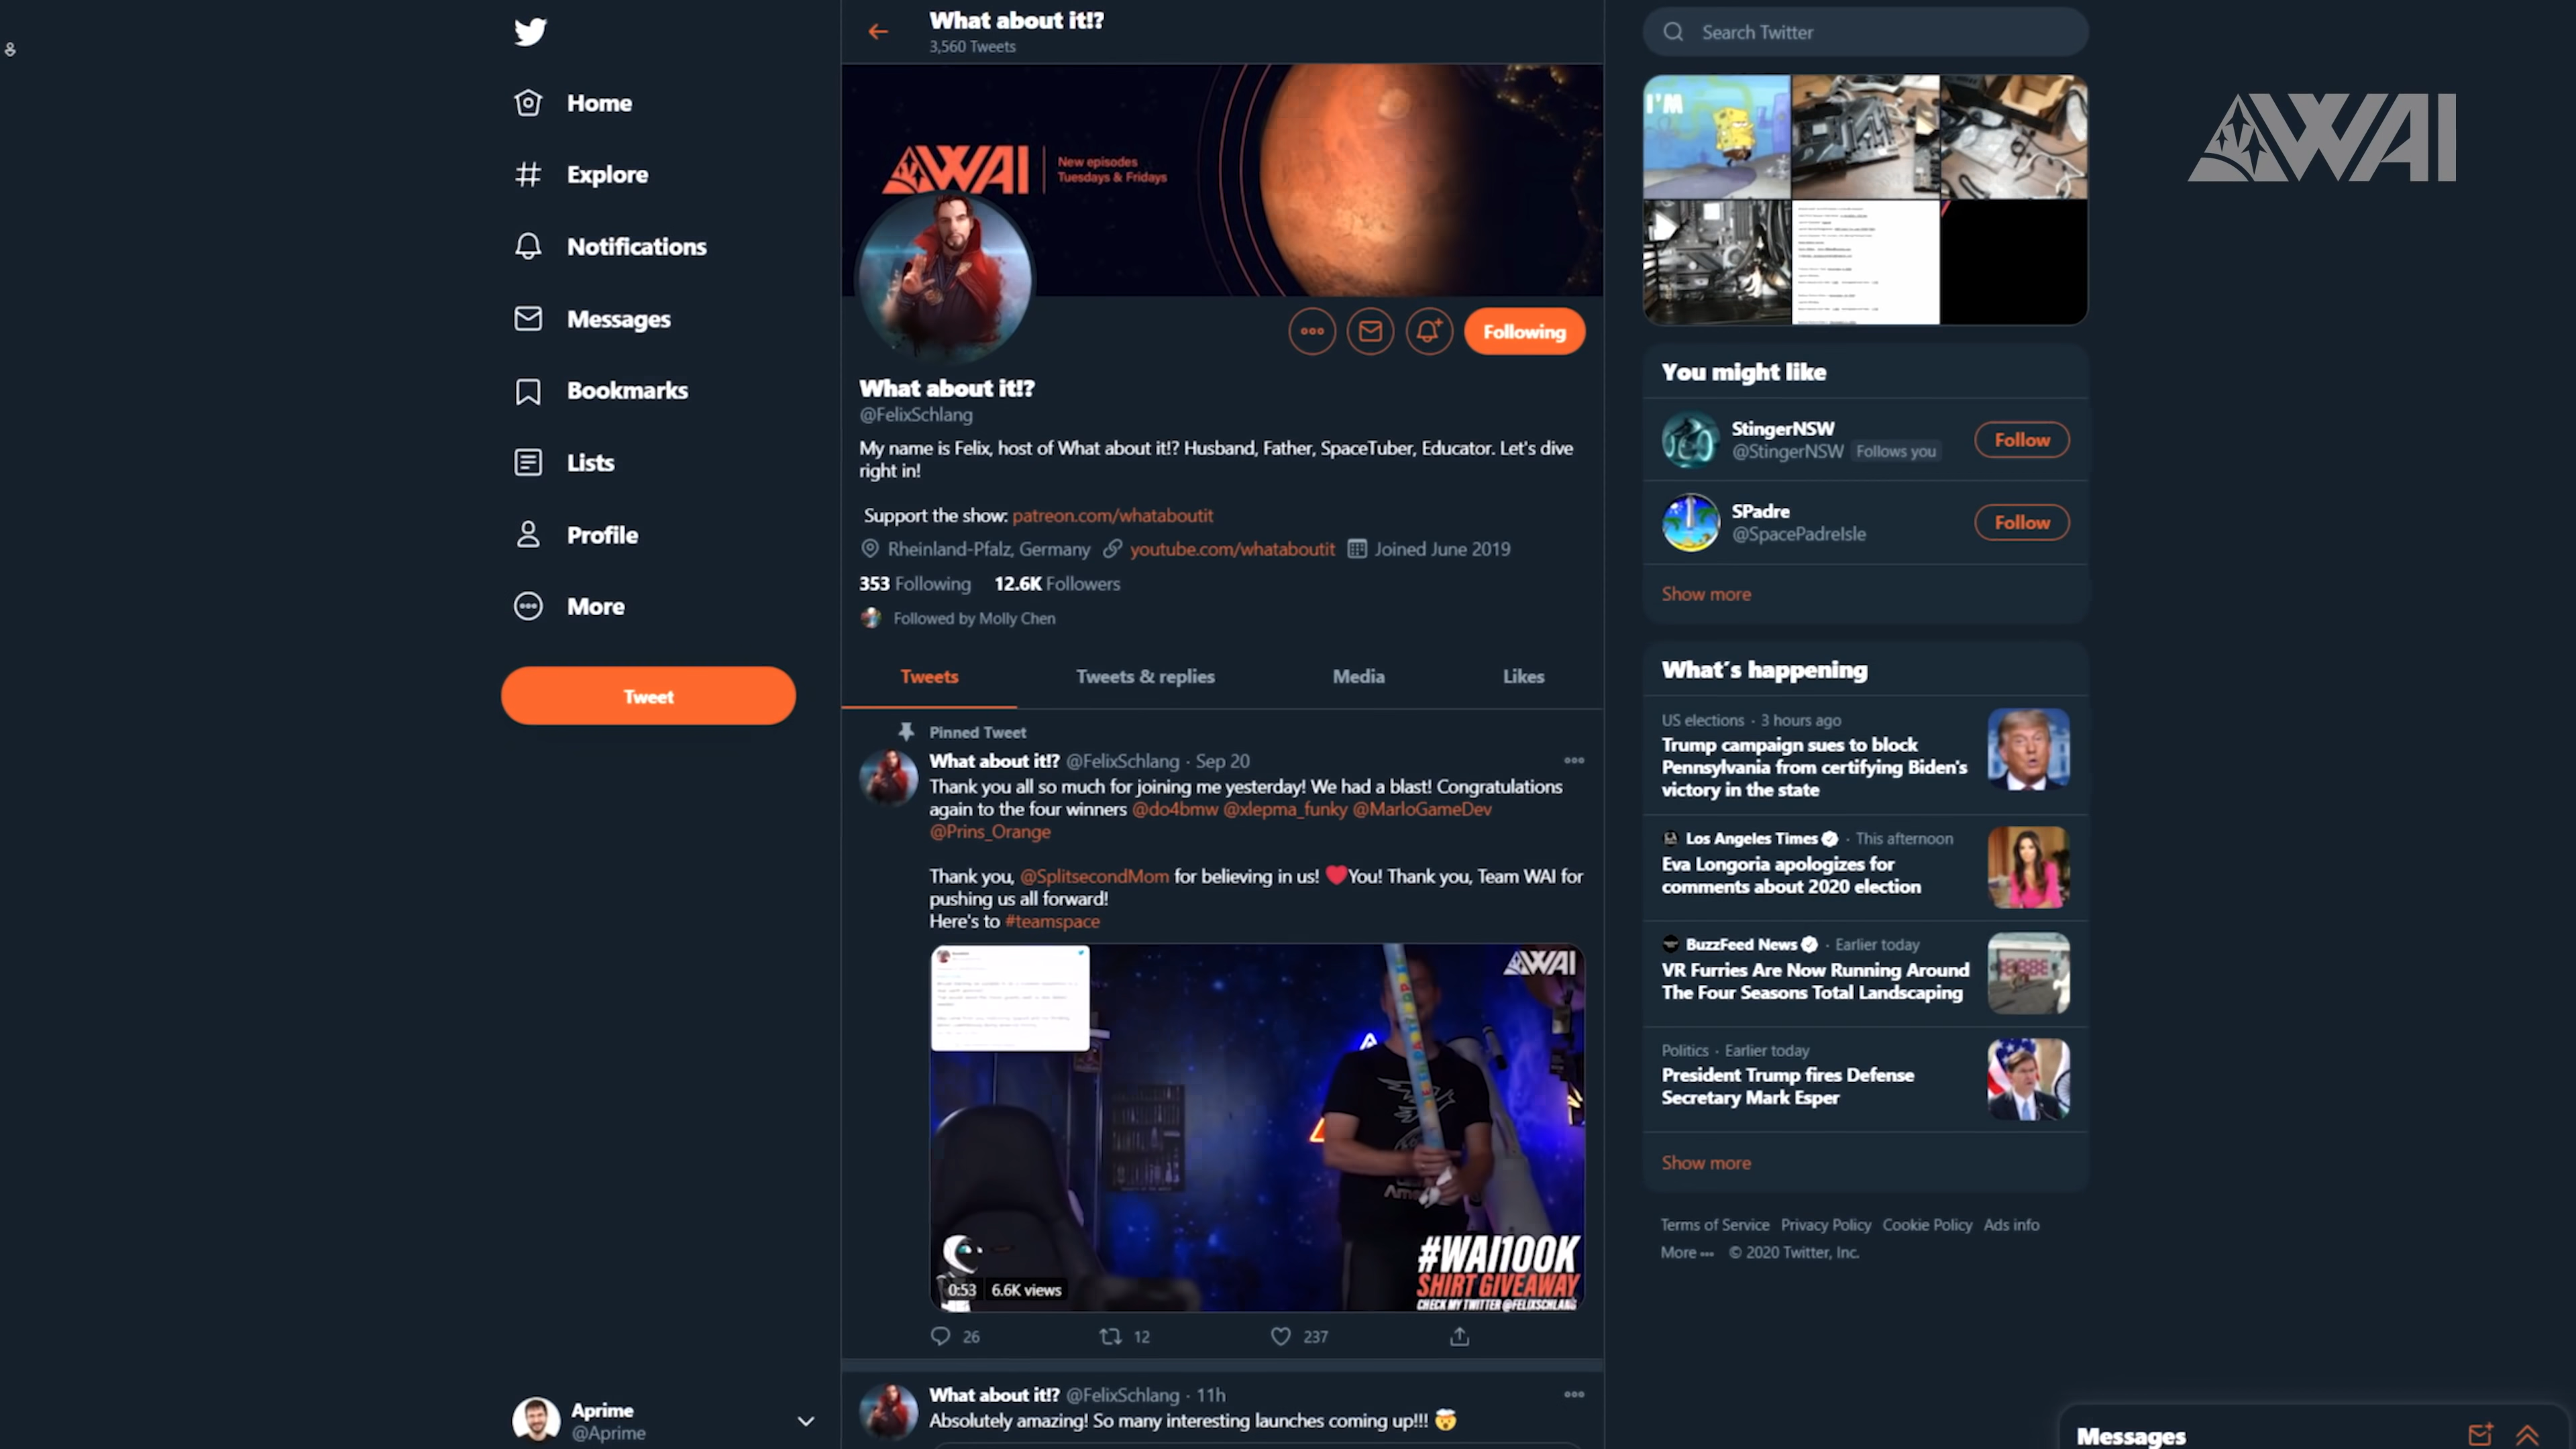 What about it!?
3,560 Tweets
Search Twitter
Home
Explore
Notifications
Messages
Bookmarks
Lists
Profile
More
Tweet
Aprime
@Aprime
WAI
New episodes
Tuesdays & Fridays
Following
What about it!?
@FelixSchlang
My name is Felix, host of What about it!? Husband, Father, SpaceTuber, Educator. Let's dive
right in!
Support the show: patreon.com/whataboutit
Rheinland-Pfalz, Germany youtube.com/whataboutit Joined June 2019
353 Following 12.6K Followers
Followed by Molly Chen
Tweets Tweets & replies Media Likes
Pinned Tweet
What about it!? @FelixSchlang · Sep 20
Thank you all so much for joining me yesterday! We had a blast! Congratulations
again to the four winners @do4bmw @xlepma_funky @MarloGameDev
@Prins_Orange
Thank you, @SplitsecondMom for believing in us! ❤️You! Thank you, Team WAI for
pushing us all forward!
Here's to #teamspace
WAI
#WAI100K
SHIRT GIVEAWAY
CHECK MY TWITTER @FELIXSCHLANG
0:53 6.6K views
26 12 237
What about it!? @FelixSchlang · 11h
Absolutely amazing! So many interesting launches coming up!!! 🤯
I'M
WAI
You might like
StingerNSW
@StingerNSW Follows you
Follow
SPadre
@SpacePadreIsle
Follow
Show more
What's happening
US elections · 3 hours ago
Trump campaign sues to block
Pennsylvania from certifying Biden's
victory in the state
Los Angeles Times · This afternoon
Eva Longoria apologizes for
comments about 2020 election
BuzzFeed News · Earlier today
VR Furries Are Now Running Around
The Four Seasons Total Landscaping
Politics · Earlier today
President Trump fires Defense
Secretary Mark Esper
Show more
Terms of Service Privacy Policy Cookie Policy Ads info
More ··· © 2020 Twitter, Inc.
Messages